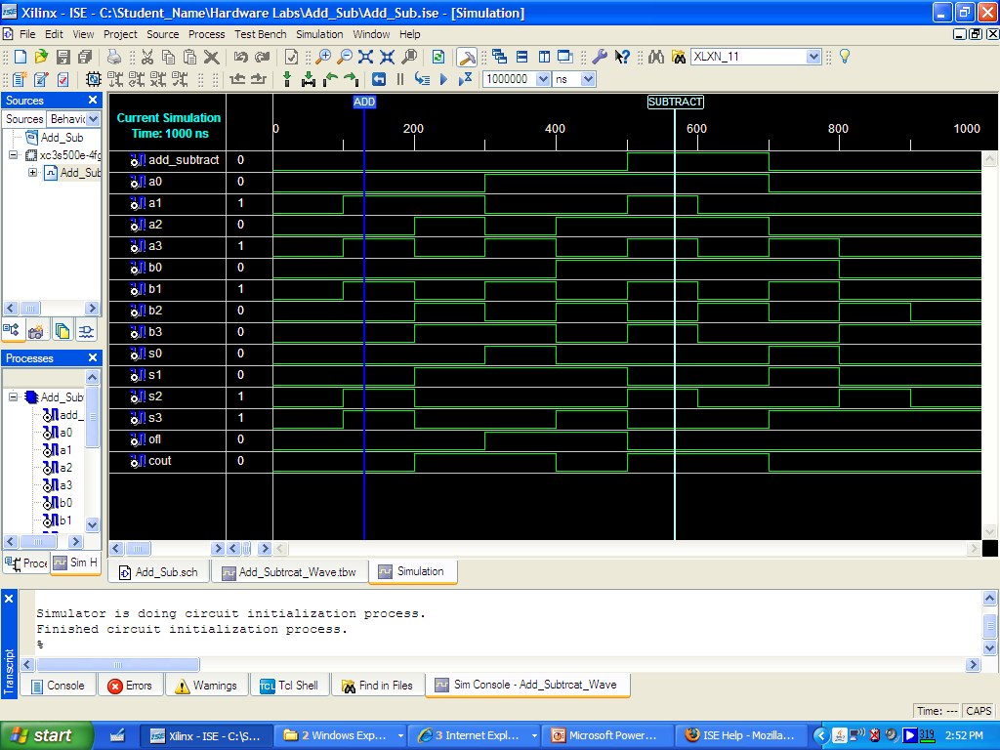 Xilinx - ISE - C:\Student_Name\Hardware Labs\Add_Sub\Add_Sub.ise - [Simulation]
File Edit View Project Source Process Test Bench Simulation Window Help
XLXN_11
1000000 ns
Sources
Sources Behavio
Add_Sub
xc3s500e-4fg
Add_Sub
Processes
Add_Sub
add_
a0
a1
a2
a3
b0
b1
Proce Sim H
ADD SUBTRACT
Current Simulation
Time: 1000 ns
0 200 400 600 800 1000
add_subtract 0
a0 0
a1 1
a2 0
a3 1
b0 0
b1 1
b2 0
b3 0
s0 0
s1 0
s2 1
s3 1
ofl 0
cout 0
Add_Sub.sch Add_Subtrcat_Wave.tbw Simulation
Transcript
Simulator is doing circuit initialization process.
Finished circuit initialization process.
%
Console Errors Warnings TCL Tcl Shell Find in Files Sim Console - Add_Subtrcat_Wave
Time: --- CAPS
start Xilinx - ISE - C:\S... 2 Windows Exp... 3 Internet Expl... Microsoft Power... ISE Help - Mozilla... 319 2:52 PM